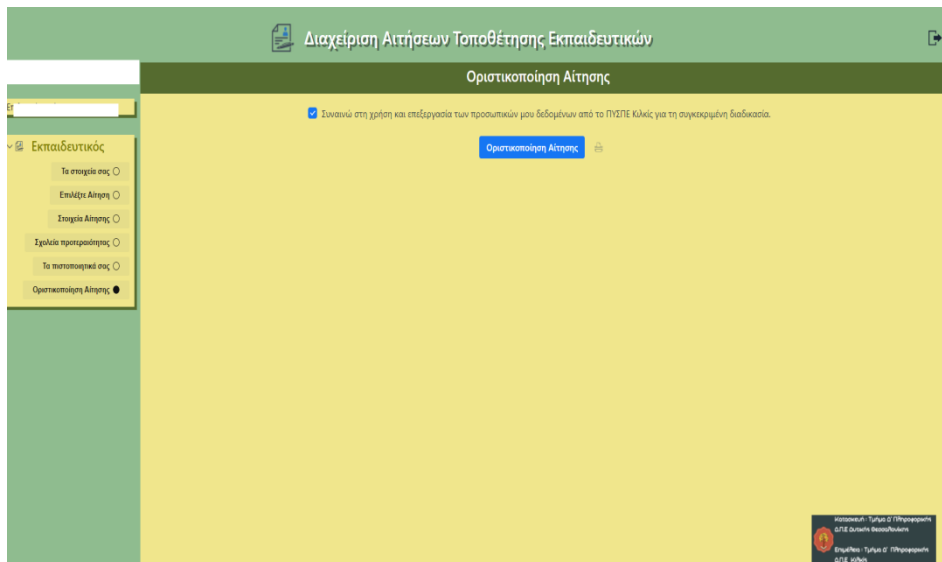 Διαχείριση Αιτήσεων Τοποθέτησης Εκπαιδευτικών
Οριστικοποίηση Αίτησης
Συναινώ στη χρήση και επεξεργασία των προσωπικών μου δεδομένων από το ΠΥΣΠΕ Κιλκίς για τη συγκεκριμένη διαδικασία.
Οριστικοποίηση Αίτησης
Εκπαιδευτικός
Τα στοιχεία σας
Επιλέξτε Αίτηση
Στοιχεία Αίτησης
Σχολεία προτεραιότητας
Τα πιστοποιητικά σας
Οριστικοποίηση Αίτησης
Κατασκευή : Τμήμα Δ' Πληροφορικής
Δ.Π.Ε Δυτικής Θεσσαλονίκης
Επιμέλεια : Τμήμα Δ' Πληροφορικής
Δ.Π.Ε. Κιλκίς